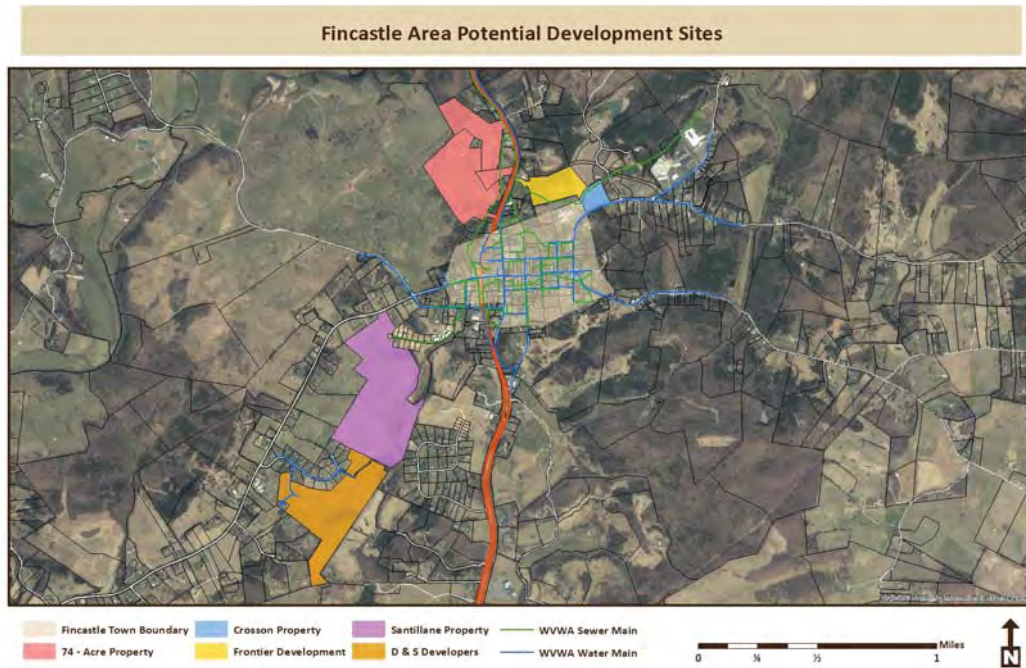 Fincastle Area Potential Development Sites
Fincastle Town Boundary
Crosson Property
Santillane Property
WVWA Sewer Main
74 - Acre Property
Frontier Development
D & S Developers
WVWA Water Main
Miles
0 ¼ ½ 1
N